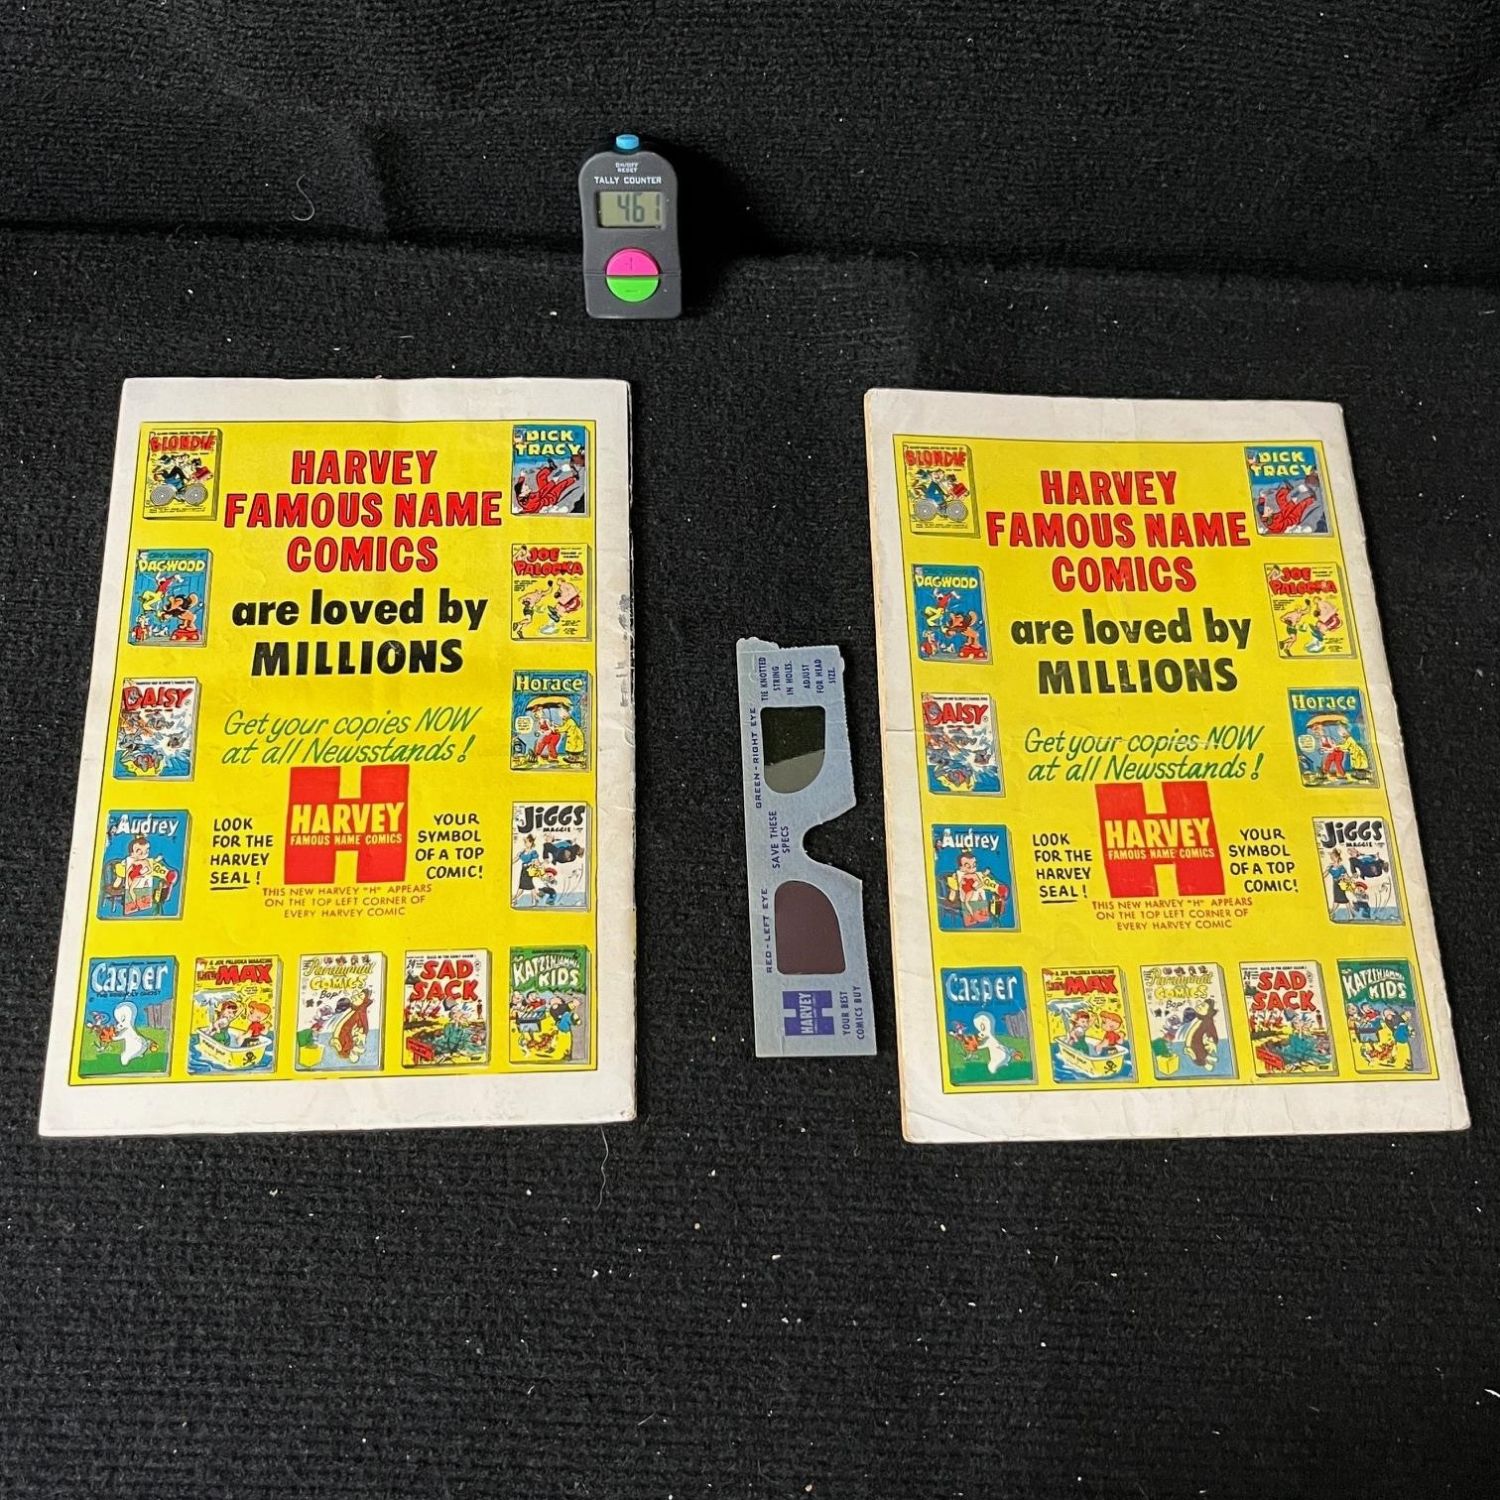 ON/OFF
RESET
TALLY COUNTER
461
BLONDIE
HARVEY
FAMOUS NAME
COMICS
are loved by
MILLIONS
DICK
TRACY
DAGWOOD
JOE
PALOOKA
DAISY
Horace
Get your copies NOW
at all Newsstands!
Audrey
LOOK
FOR THE
HARVEY
SEAL!
HARVEY
FAMOUS NAME COMICS
YOUR
SYMBOL
OF A TOP
COMIC!
JiGGS
MAGGIE
THIS NEW HARVEY "H" APPEARS
ON THE TOP LEFT CORNER OF
EVERY HARVEY COMIC
Casper
THE FRIENDLY GHOST
MAX
Paramount
COMICS
SAD
SACK
KATZENJAMMER
KIDS
TIE KNOTTED
STRING
IN HOLES.
ADJUST
FOR HEAD
SIZE.
GREEN-RIGHT EYE
SAVE THESE
SPECS
RED-LEFT EYE
HARVEY
YOUR BEST
COMICS BUY
BLONDIE
HARVEY
FAMOUS NAME
COMICS
are loved by
MILLIONS
DICK
TRACY
DAGWOOD
JOE
PALOOKA
DAISY
Horace
Get your copies NOW
at all Newsstands!
Audrey
LOOK
FOR THE
HARVEY
SEAL!
HARVEY
FAMOUS NAME COMICS
YOUR
SYMBOL
OF A TOP
COMIC!
JiGGS
MAGGIE
THIS NEW HARVEY "H" APPEARS
ON THE TOP LEFT CORNER OF
EVERY HARVEY COMIC
Casper
A JOE PALOOKA MAGAZINE
MAX
Paramount
COMICS
SAD
SACK
KATZENJAMMER
KIDS